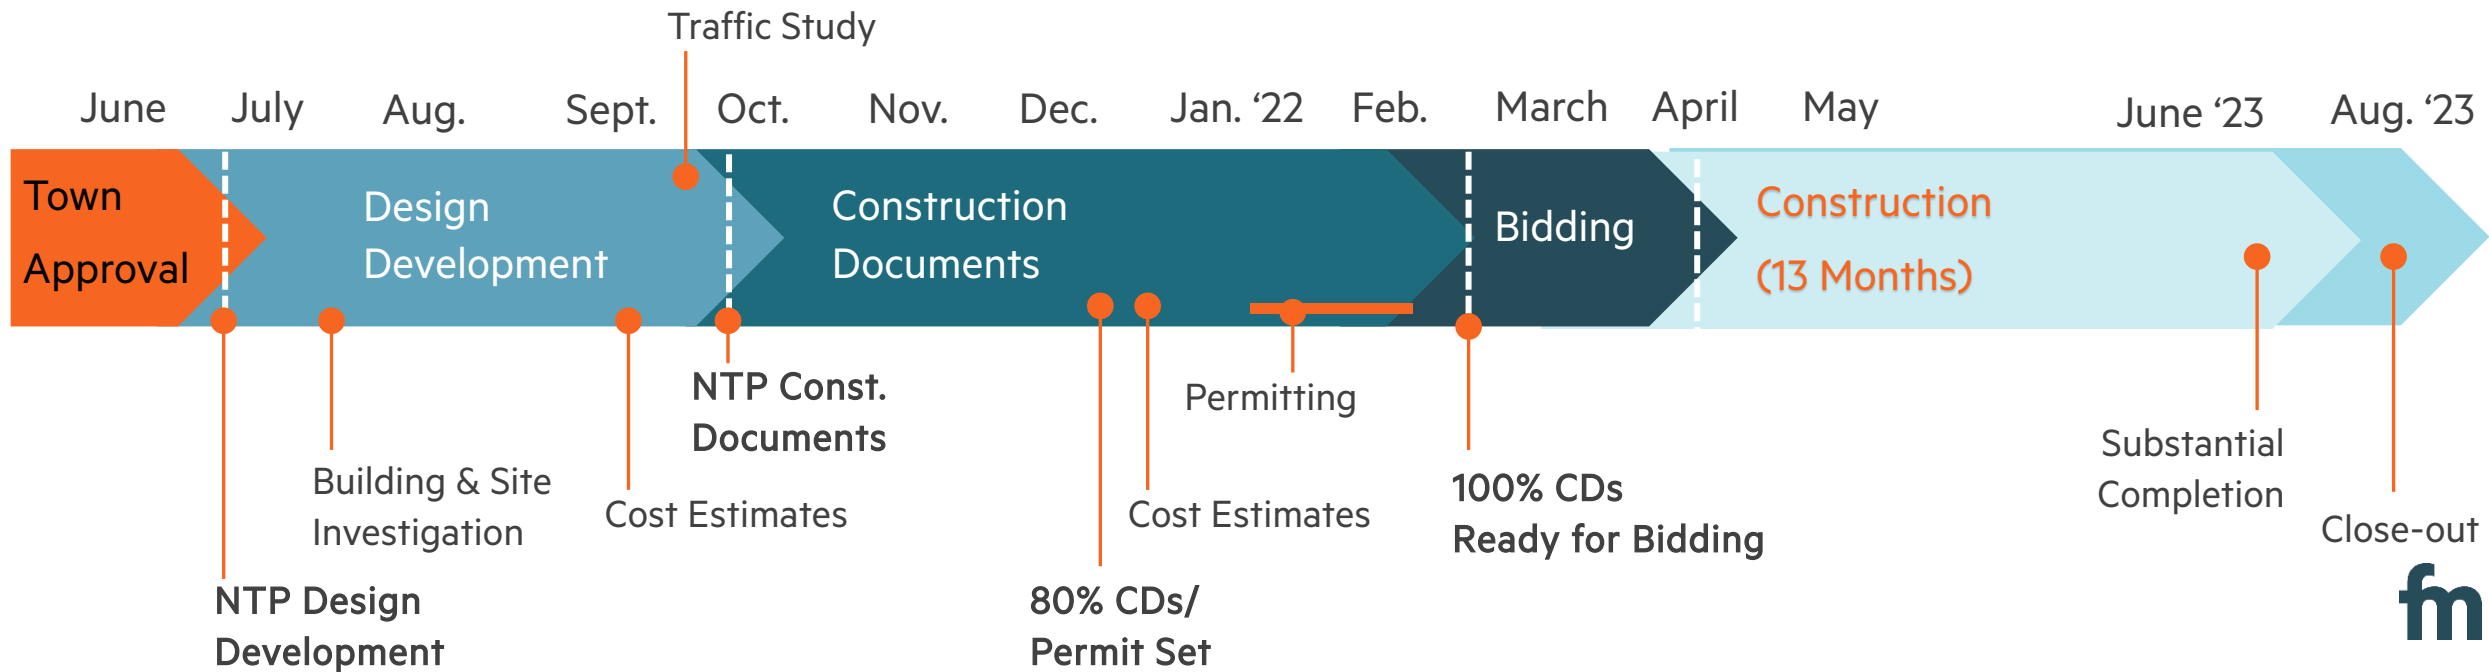 Traffic Study
June July Aug. Sept. Oct. Nov. Dec. Jan. ‘22 Feb. March April May June ‘23 Aug. ‘23
Town
Approval
Design
Development
Construction
Documents
Bidding
Construction
(13 Months)
NTP Design
Development
Building & Site
Investigation
Cost Estimates
NTP Const.
Documents
80% CDs/
Permit Set
Cost Estimates
Permitting
100% CDs
Ready for Bidding
Substantial
Completion
Close-out
fm